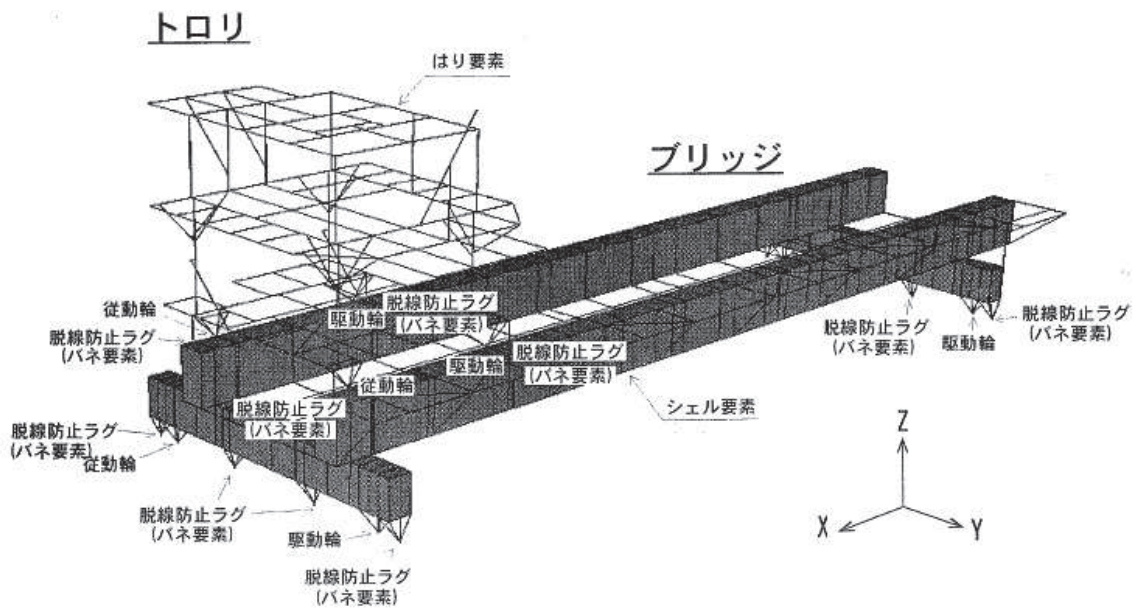 トロリ
はり要素
ブリッジ
従動輪
脱線防止ラグ
(バネ要素)
駆動輪
脱線防止ラグ
(バネ要素)
駆動輪
脱線防止ラグ
(バネ要素)
従動輪
脱線防止ラグ
(バネ要素)
脱線防止ラグ
(バネ要素)
駆動輪
脱線防止ラグ
(バネ要素)
シェル要素
脱線防止ラグ
(バネ要素)
従動輪
脱線防止ラグ
(バネ要素)
駆動輪
脱線防止ラグ
(バネ要素)
Z
X
Y